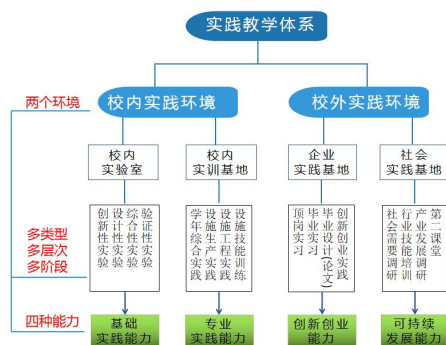 实践教学体系
两个环境
校内实践环境
校外实践环境
校内
实验室
校内
实训基地
企业
实践基地
社会
实践基地
多类型
多层次
多阶段
验证性实验
综合性实验
设计性实验
创新性实验
设施技能训练
设施工程实践
设施生产实践
学年综合实践
创新创业实践
毕业设计(论文)
毕业实习
顶岗实习
第二课堂
产业发展调研
行业技能培训
社会需要调研
四种能力
基础
实践能力
专业
实践能力
创新创业
能力
可持续
发展能力